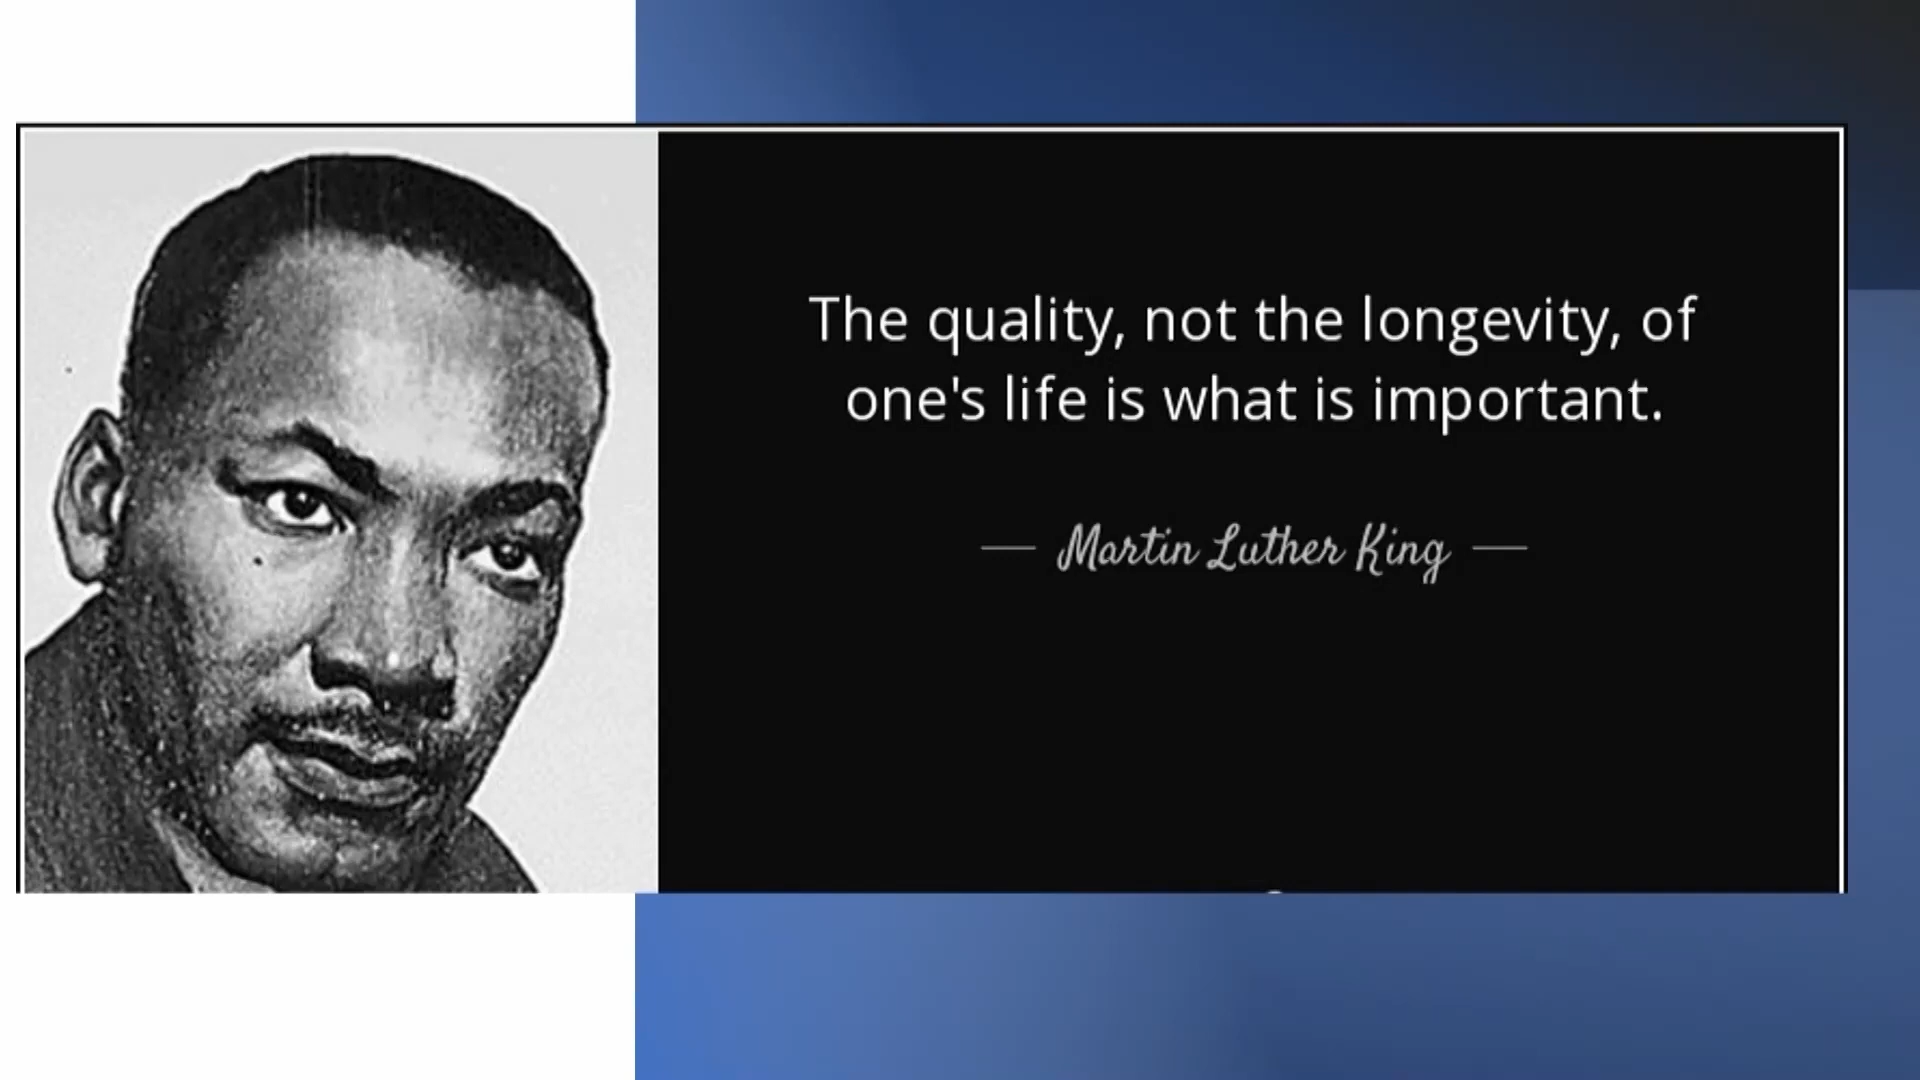 The quality, not the longevity, of
one's life is what is important.
— Martin Luther King —